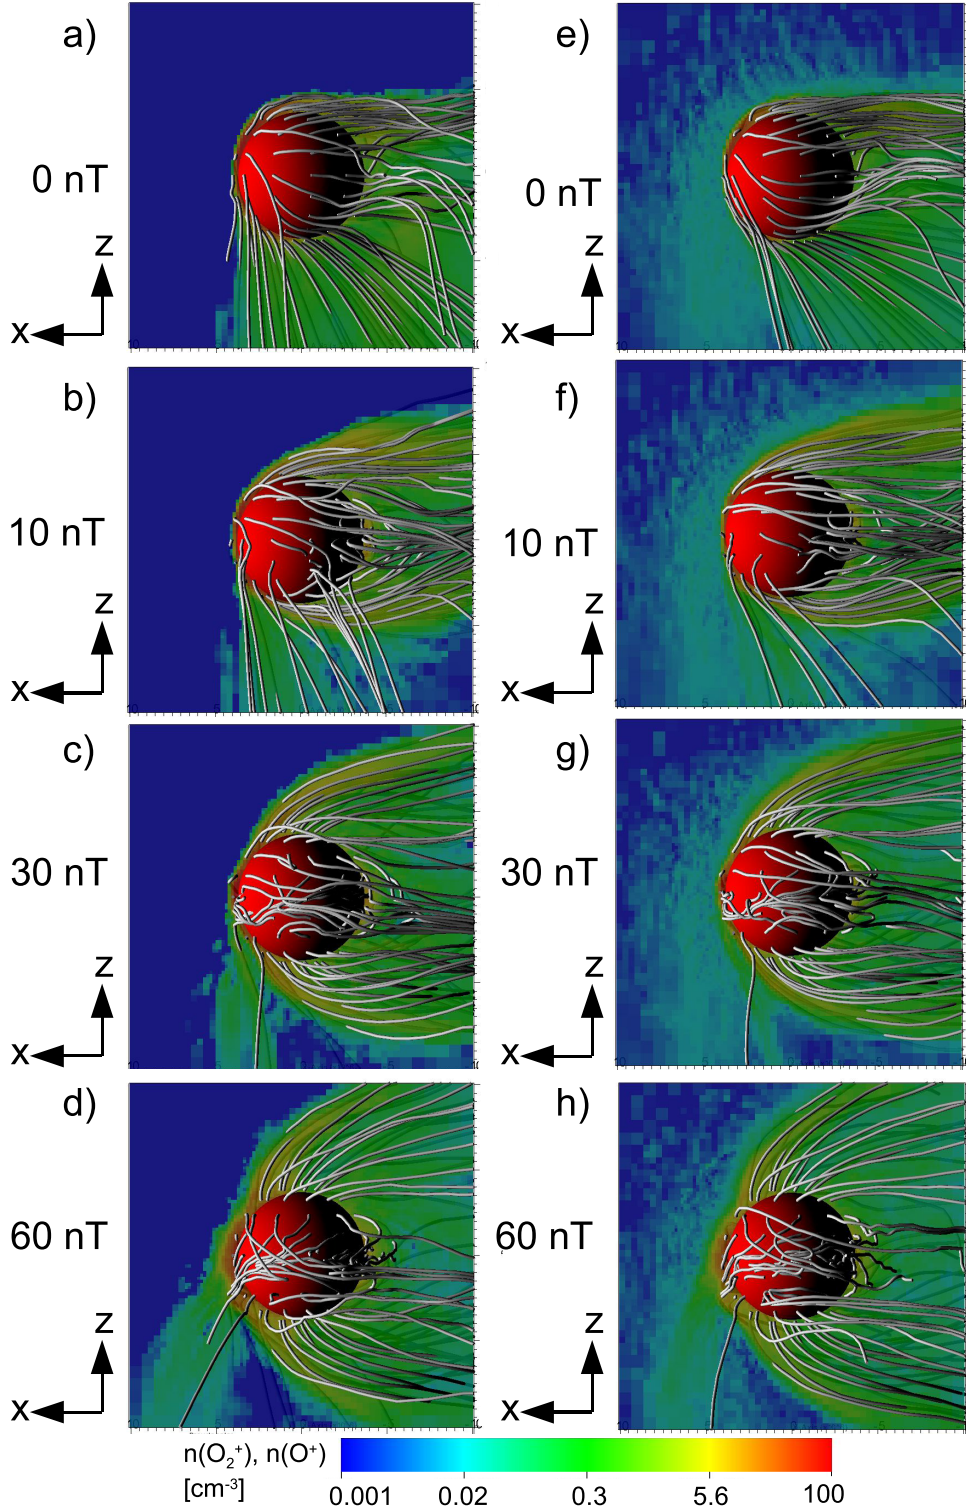 a)
e)
0 nT
0 nT
z
z
x
x
b)
f)
10 nT
10 nT
z
z
x
x
c)
g)
30 nT
30 nT
z
z
x
x
d)
h)
60 nT
60 nT
z
z
x
x
n(O₂⁺), n(O⁺)
[cm⁻³]
0.001 0.02 0.3 5.6 100